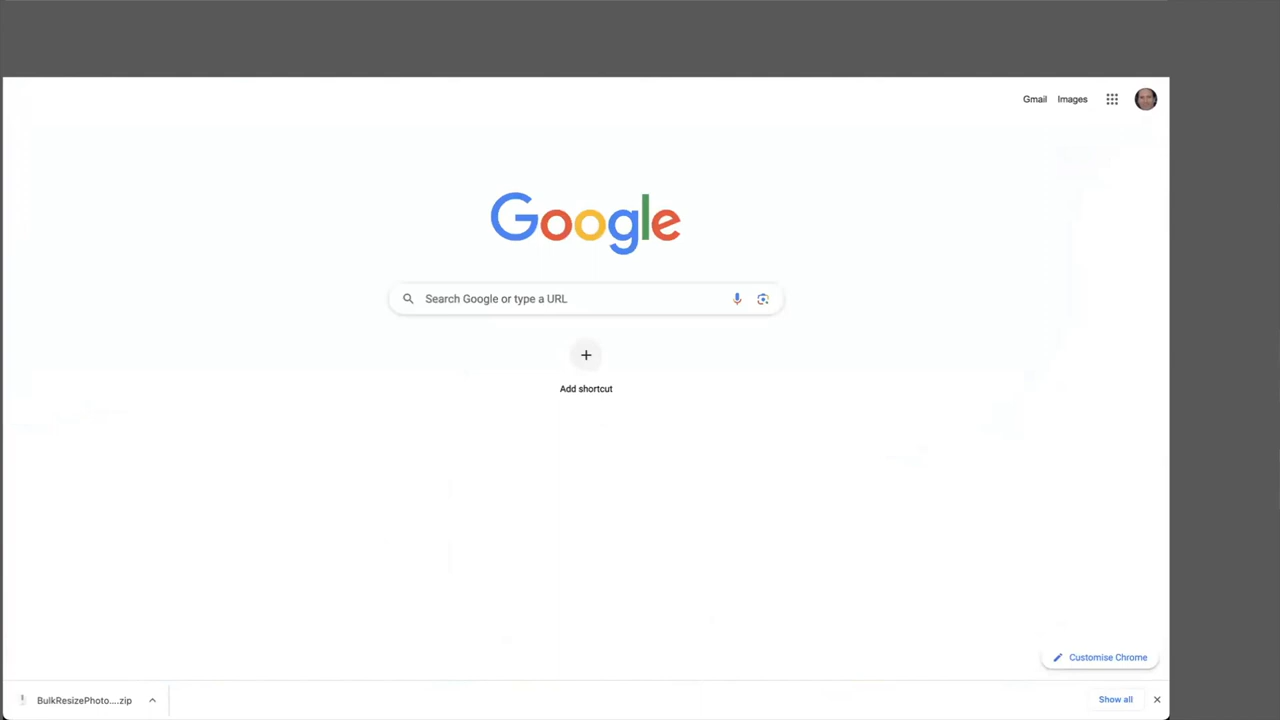 Gmail Images
Google
Search Google or type a URL
Add shortcut
Customise Chrome
BulkResizePhoto....zip
Show all